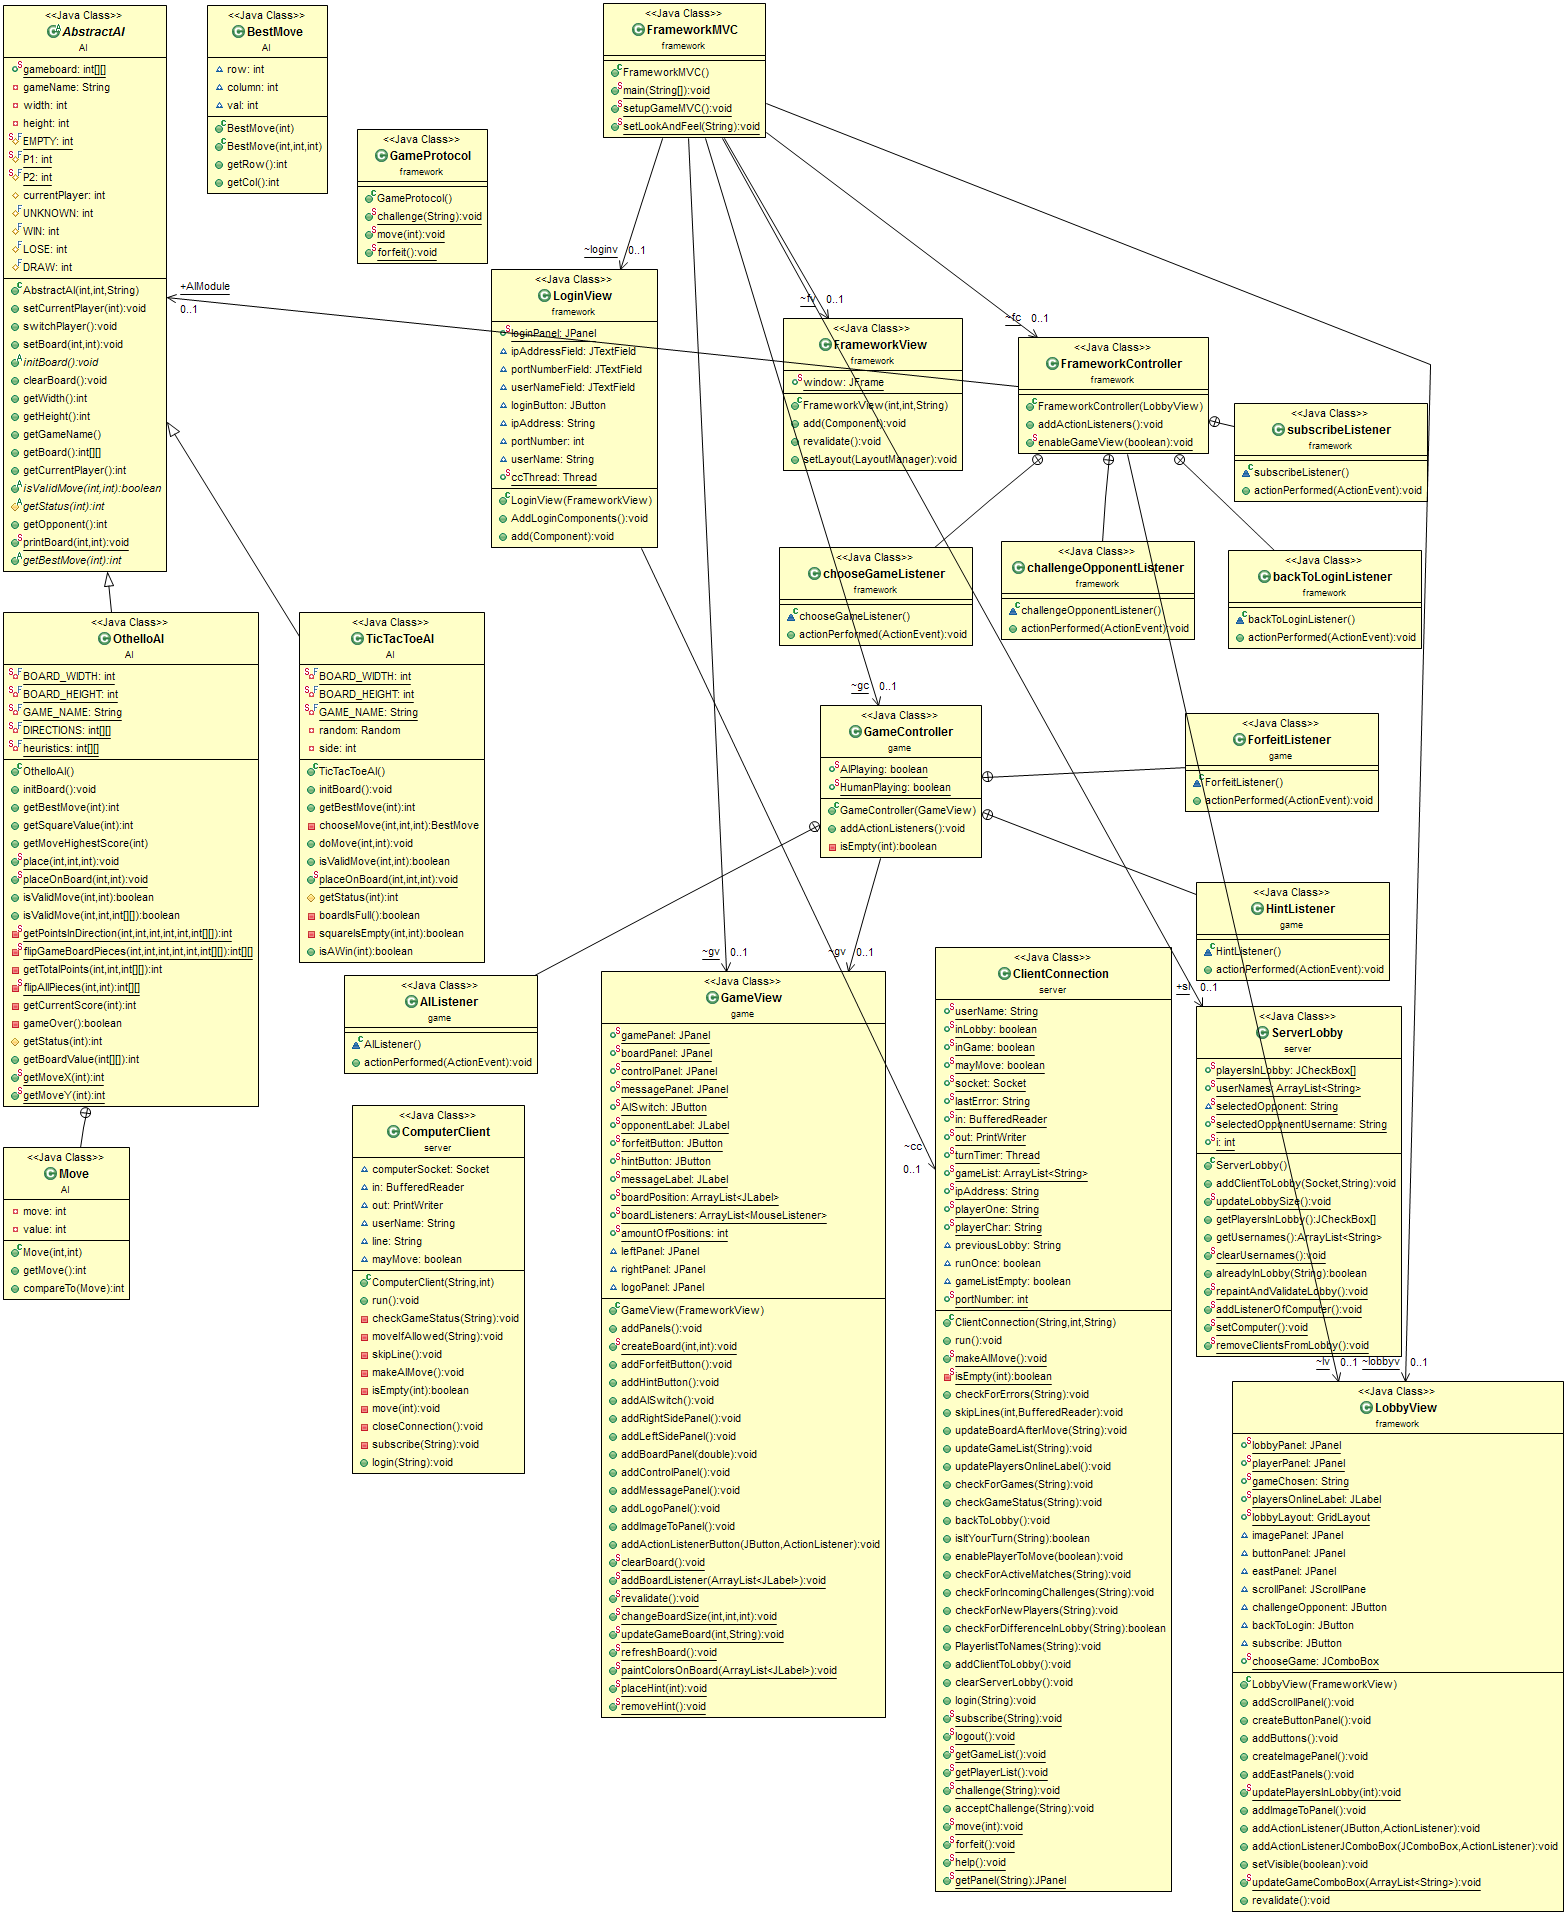 <<Java Class>>
AbstractAI
AI
gameboard: int[][]
gameName: String
width: int
height: int
EMPTY: int
P1: int
P2: int
currentPlayer: int
UNKNOWN: int
WIN: int
LOSE: int
DRAW: int
AbstractAI(int,int,String)
setCurrentPlayer(int):void
switchPlayer():void
setBoard(int,int):void
initBoard():void
clearBoard():void
getWidth():int
getHeight():int
getGameName()
getBoard():int[][]
getCurrentPlayer():int
isValidMove(int,int):boolean
getStatus(int):int
getOpponent():int
printBoard(int,int):void
getBestMove(int):int
<<Java Class>>
BestMove
AI
row: int
column: int
val: int
BestMove(int)
BestMove(int,int,int)
getRow():int
getCol():int
<<Java Class>>
GameProtocol
framework
GameProtocol()
challenge(String):void
move(int):void
forfeit():void
<<Java Class>>
FrameworkMVC
framework
FrameworkMVC()
main(String[]):void
setupGameMVC():void
setLookAndFeel(String):void
~loginv
0..1
+AIModule
0..1
~fv
0..1
~fc
0..1
<<Java Class>>
LoginView
framework
loginPanel: JPanel
ipAddressField: JTextField
portNumberField: JTextField
userNameField: JTextField
loginButton: JButton
ipAddress: String
portNumber: int
userName: String
ccThread: Thread
LoginView(FrameworkView)
AddLoginComponents():void
add(Component):void
<<Java Class>>
FrameworkView
framework
window: JFrame
FrameworkView(int,int,String)
add(Component):void
revalidate():void
setLayout(LayoutManager):void
<<Java Class>>
FrameworkController
framework
FrameworkController(LobbyView)
addActionListeners():void
enableGameView(boolean):void
<<Java Class>>
subscribeListener
framework
subscribeListener()
actionPerformed(ActionEvent):void
<<Java Class>>
chooseGameListener
framework
chooseGameListener()
actionPerformed(ActionEvent):void
<<Java Class>>
challengeOpponentListener
framework
challengeOpponentListener()
actionPerformed(ActionEvent):void
<<Java Class>>
backToLoginListener
framework
backToLoginListener()
actionPerformed(ActionEvent):void
<<Java Class>>
OthelloAI
AI
BOARD_WIDTH: int
BOARD_HEIGHT: int
GAME_NAME: String
DIRECTIONS: int[][]
heuristics: int[][]
OthelloAI()
initBoard():void
getBestMove(int):int
getSquareValue(int):int
getMoveHighestScore(int)
place(int,int,int):void
placeOnBoard(int,int):void
isValidMove(int,int):boolean
isValidMove(int,int,int[][]):boolean
getPointsInDirection(int,int,int,int,int,int[][]):int
flipGameBoardPieces(int,int,int,int,int,int[][]):int[][]
getTotalPoints(int,int,int[][]):int
flipAllPieces(int,int):int[][]
getCurrentScore(int):int
gameOver():boolean
getStatus(int):int
getBoardValue(int[][]):int
getMoveX(int):int
getMoveY(int):int
<<Java Class>>
TicTacToeAI
AI
BOARD_WIDTH: int
BOARD_HEIGHT: int
GAME_NAME: String
random: Random
side: int
TicTacToeAI()
initBoard():void
getBestMove(int):int
chooseMove(int,int,int):BestMove
doMove(int,int):void
isValidMove(int,int):boolean
placeOnBoard(int,int,int):void
getStatus(int):int
boardIsFull():boolean
squareIsEmpty(int,int):boolean
isAWin(int):boolean
~gc
0..1
<<Java Class>>
GameController
game
AIPlaying: boolean
HumanPlaying: boolean
GameController(GameView)
addActionListeners():void
isEmpty(int):boolean
<<Java Class>>
ForfeitListener
game
ForfeitListener()
actionPerformed(ActionEvent):void
<<Java Class>>
HintListener
game
HintListener()
actionPerformed(ActionEvent):void
<<Java Class>>
AIListener
game
AIListener()
actionPerformed(ActionEvent):void
<<Java Class>>
Move
AI
move: int
value: int
Move(int,int)
getMove():int
compareTo(Move):int
<<Java Class>>
ComputerClient
server
computerSocket: Socket
in: BufferedReader
out: PrintWriter
userName: String
line: String
mayMove: boolean
ComputerClient(String,int)
run():void
checkGameStatus(String):void
moveIfAllowed(String):void
skipLine():void
makeAIMove():void
isEmpty(int):boolean
move(int):void
closeConnection():void
subscribe(String):void
login(String):void
~gv
0..1
~gv
0..1
<<Java Class>>
GameView
game
gamePanel: JPanel
boardPanel: JPanel
controlPanel: JPanel
messagePanel: JPanel
AISwitch: JButton
opponentLabel: JLabel
forfeitButton: JButton
hintButton: JButton
messageLabel: JLabel
boardPosition: ArrayList<JLabel>
boardListeners: ArrayList<MouseListener>
amountOfPositions: int
leftPanel: JPanel
rightPanel: JPanel
logoPanel: JPanel
GameView(FrameworkView)
addPanels():void
createBoard(int,int):void
addForfeitButton():void
addHintButton():void
addAISwitch():void
addRightSidePanel():void
addLeftSidePanel():void
addBoardPanel(double):void
addControlPanel():void
addMessagePanel():void
addLogoPanel():void
addImageToPanel():void
addActionListenerButton(JButton,ActionListener):void
clearBoard():void
addBoardListener(ArrayList<JLabel>):void
revalidate():void
changeBoardSize(int,int,int):void
updateGameBoard(int,String):void
refreshBoard():void
paintColorsOnBoard(ArrayList<JLabel>):void
placeHint(int):void
removeHint():void
~cc
0..1
<<Java Class>>
ClientConnection
server
userName: String
inLobby: boolean
inGame: boolean
mayMove: boolean
socket: Socket
lastError: String
in: BufferedReader
out: PrintWriter
turnTimer: Thread
gameList: ArrayList<String>
ipAddress: String
playerOne: String
playerChar: String
previousLobby: String
runOnce: boolean
gameListEmpty: boolean
portNumber: int
ClientConnection(String,int,String)
run():void
makeAIMove():void
isEmpty(int):boolean
checkForErrors(String):void
skipLines(int,BufferedReader):void
updateBoardAfterMove(String):void
updateGameList(String):void
updatePlayersOnlineLabel():void
checkForGames(String):void
checkGameStatus(String):void
backToLobby():void
isItYourTurn(String):boolean
enablePlayerToMove(boolean):void
checkForActiveMatches(String):void
checkForIncomingChallenges(String):void
checkForNewPlayers(String):void
checkForDifferenceInLobby(String):boolean
PlayerlistToNames(String):void
addClientToLobby():void
clearServerLobby():void
login(String):void
subscribe(String):void
logout():void
getGameList():void
getPlayerList():void
challenge(String):void
acceptChallenge(String):void
move(int):void
forfeit():void
help():void
getPanel(String):JPanel
+sl
0..1
<<Java Class>>
ServerLobby
server
playersInLobby: JCheckBox[]
userNames: ArrayList<String>
selectedOpponent: String
selectedOpponentUsername: String
i: int
ServerLobby()
addClientToLobby(Socket,String):void
updateLobbySize():void
getPlayersInLobby():JCheckBox[]
getUsernames():ArrayList<String>
clearUsernames():void
alreadyInLobby(String):boolean
repaintAndValidateLobby():void
addListenerOfComputer():void
setComputer():void
removeClientsFromLobby():void
~lv
0..1
~lobbyv
0..1
<<Java Class>>
LobbyView
framework
lobbyPanel: JPanel
playerPanel: JPanel
gameChosen: String
playersOnlineLabel: JLabel
lobbyLayout: GridLayout
imagePanel: JPanel
buttonPanel: JPanel
eastPanel: JPanel
scrollPanel: JScrollPane
challengeOpponent: JButton
backToLogin: JButton
subscribe: JButton
chooseGame: JComboBox
LobbyView(FrameworkView)
addScrollPanel():void
createButtonPanel():void
addButtons():void
createImagePanel():void
addEastPanels():void
updatePlayersInLobby(int):void
addImageToPanel():void
addActionListener(JButton,ActionListener):void
addActionListenerJComboBox(JComboBox,ActionListener):void
setVisible(boolean):void
updateGameComboBox(ArrayList<String>):void
revalidate():void